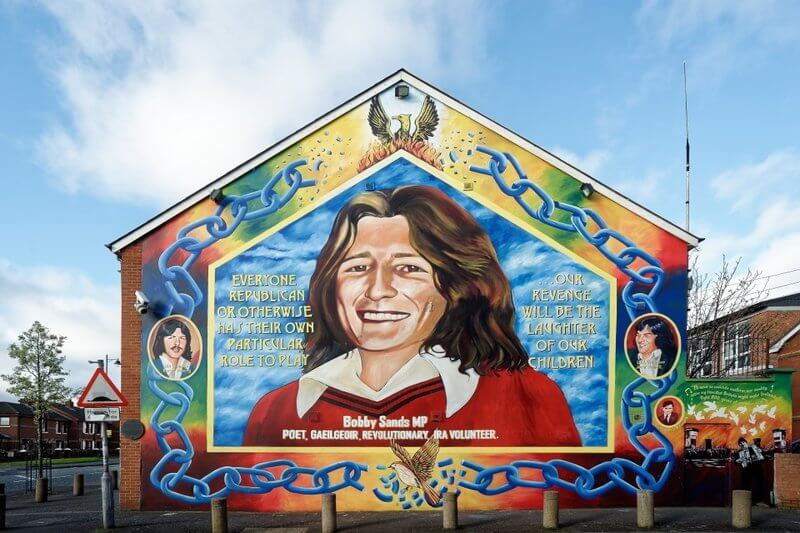 EVERYONE
REPUBLICAN
OR OTHERWISE
HAS THEIR OWN
PARTICULAR
ROLE TO PLAY
...OUR
REVENGE
WILL BE THE
LAUGHTER
OF OUR
CHILDREN
Bobby Sands MP
POET, GAEILGEOIR, REVOLUTIONARY, IRA VOLUNTEER.